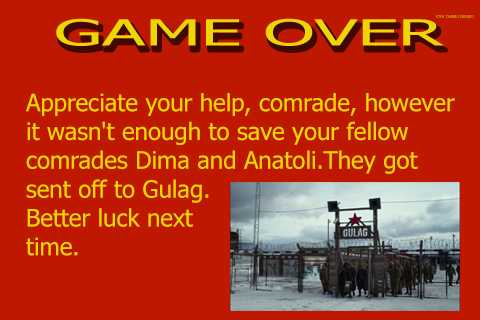 GAME OVER
Appreciate your help, comrade, however
it wasn't enough to save your fellow
comrades Dima and Anatoli.They got
sent off to Gulag.
Better luck next
time.
GULAG